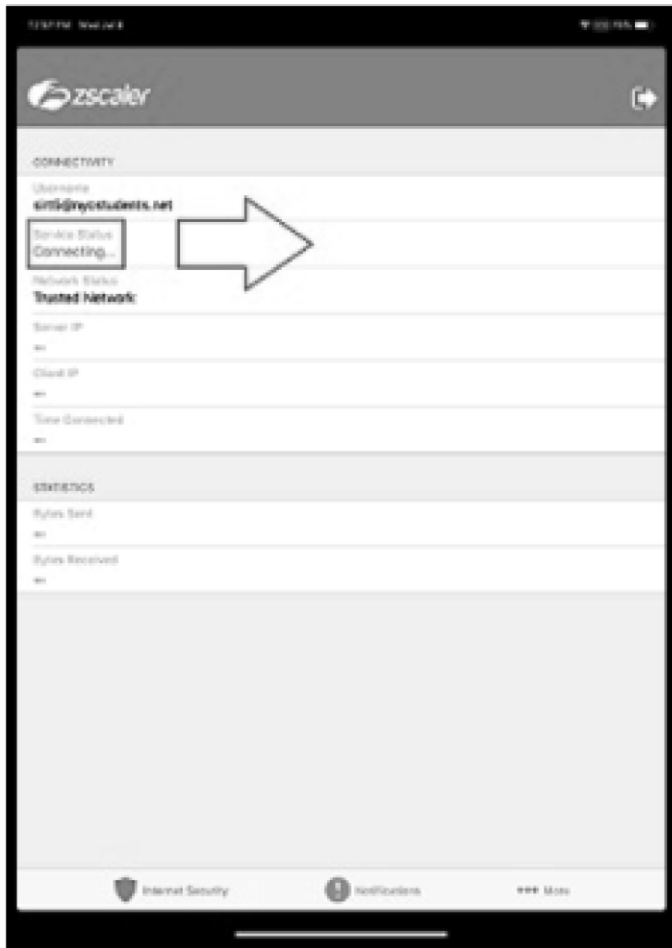 zscaler
CONNECTIVITY
Username
Service Status
Connecting...
Network Status
Trusted Network
Server IP
--
Client IP
--
Time Connected
--
STATISTICS
Bytes Sent
--
Bytes Received
--
Internet Security
Notifications
••• More